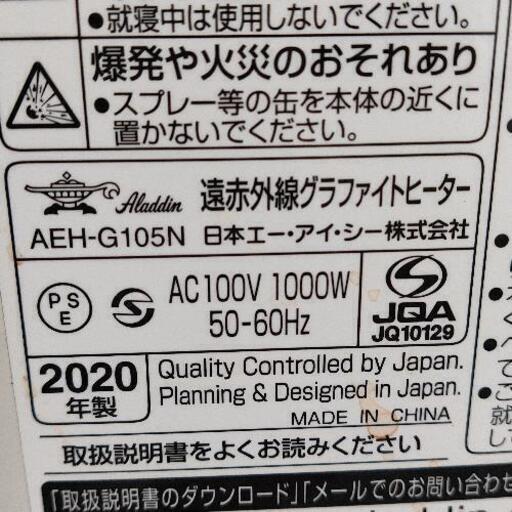 ●就寝中は使用しないでください。
爆発や火災のおそれあり
●スプレー等の缶を本体の近くに
置かないでください。
Aladdin 遠赤外線グラファイトヒーター
AEH-G105N 日本エー・アイ・シー株式会社
PSE AC100V 1000W
50-60Hz
JQA
JQ10129
2020
年製
Quality Controlled by Japan.
Planning & Designed in Japan.
MADE IN CHINA
取扱説明書をよくお読みください
「取扱説明書のダウンロード」「メールでのお問い合わせ